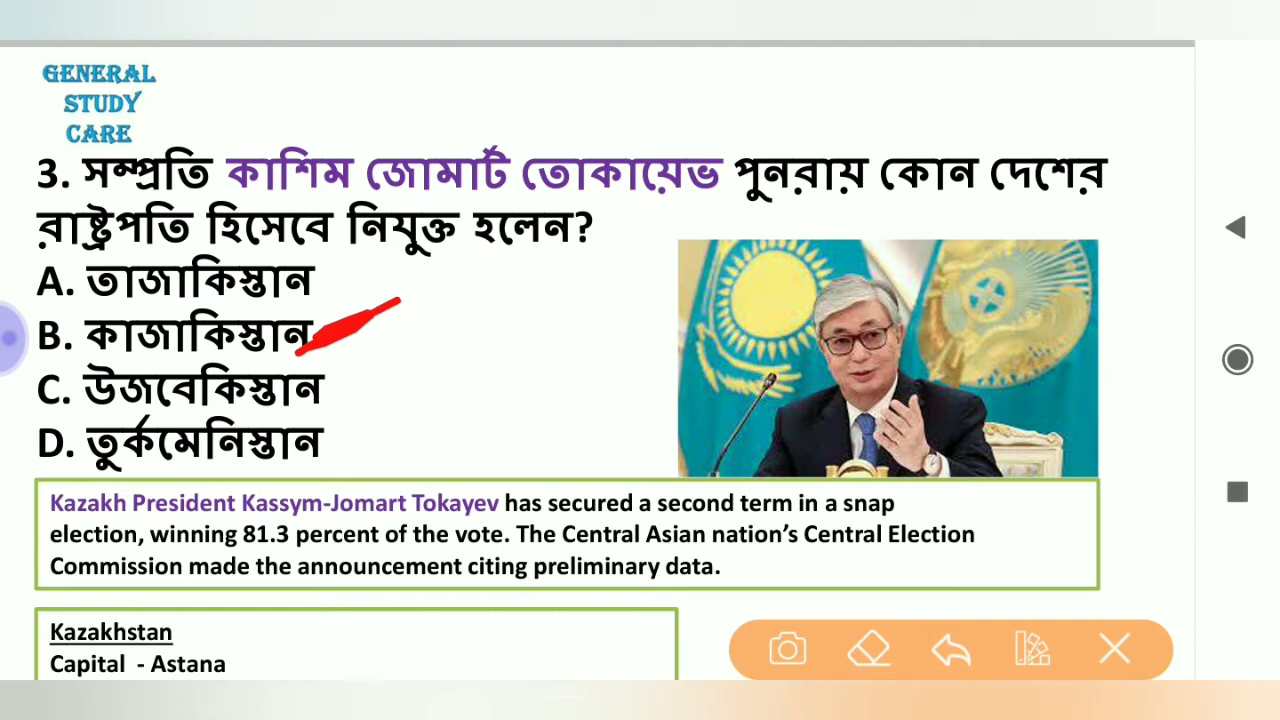 GENERAL
STUDY
CARE
3. সম্প্রতি কাশিম জোমার্ট তোকায়েভ পুনরায় কোন দেশের
রাষ্ট্রপতি হিসেবে নিযুক্ত হলেন?
A. তাজাকিস্তান
B. কাজাকিস্তান
C. উজবেকিস্তান
D. তুর্কমেনিস্তান
Kazakh President Kassym-Jomart Tokayev has secured a second term in a snap
election, winning 81.3 percent of the vote. The Central Asian nation’s Central Election
Commission made the announcement citing preliminary data.
Kazakhstan
Capital - Astana